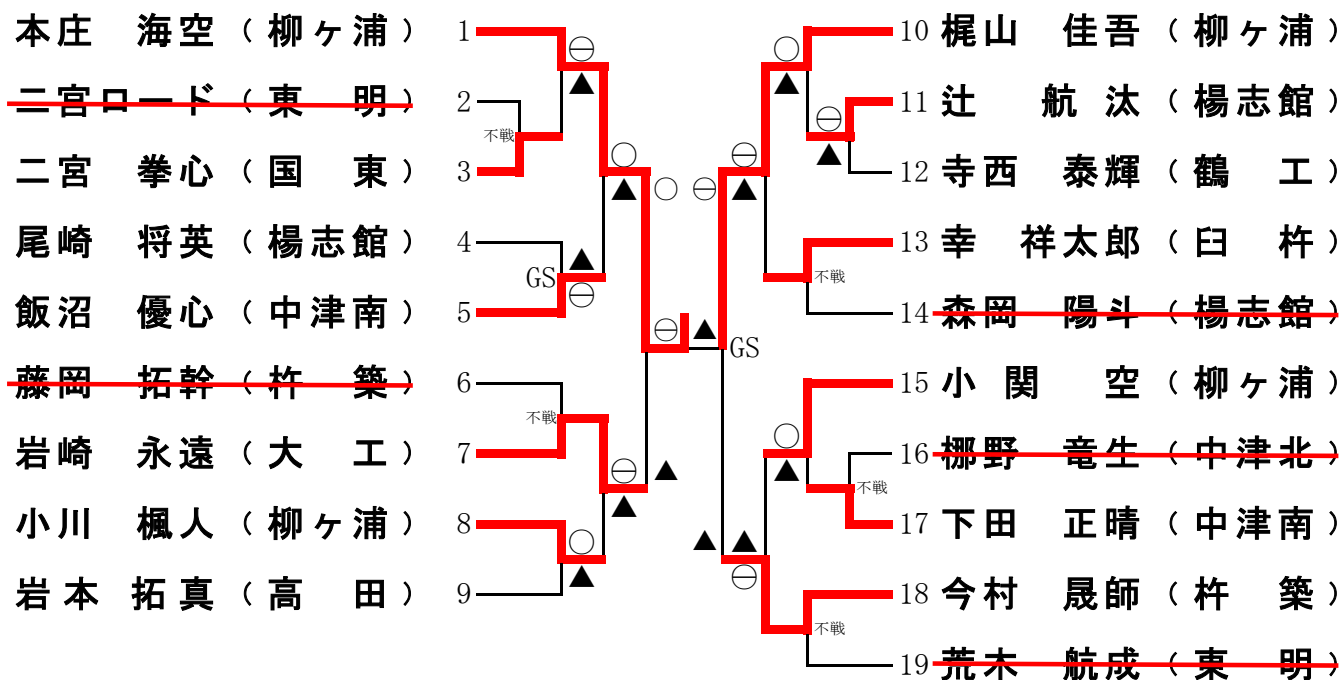 本庄 海空(柳ヶ浦) 1
二宮ロード(東 明) 2
不戦
二宮 拳心(国 東) 3
尾崎 将英(楊志館) 4
GS
飯沼 優心(中津南) 5
藤岡 拓幹(杵 築) 6
不戦
岩崎 永遠(大 工) 7
小川 楓人(柳ヶ浦) 8
岩本 拓真(高 田) 9
GS
10 梶山 佳吾(柳ヶ浦)
11 辻 航汰(楊志館)
12 寺西 泰輝(鶴 工)
13 幸 祥太郎(臼 杵)
不戦
14 森岡 陽斗(楊志館)
15 小関 空(柳ヶ浦)
16 梛野 竜生(中津北)
不戦
17 下田 正晴(中津南)
18 今村 晟師(杵 築)
不戦
19 荒木 航成(東 明)